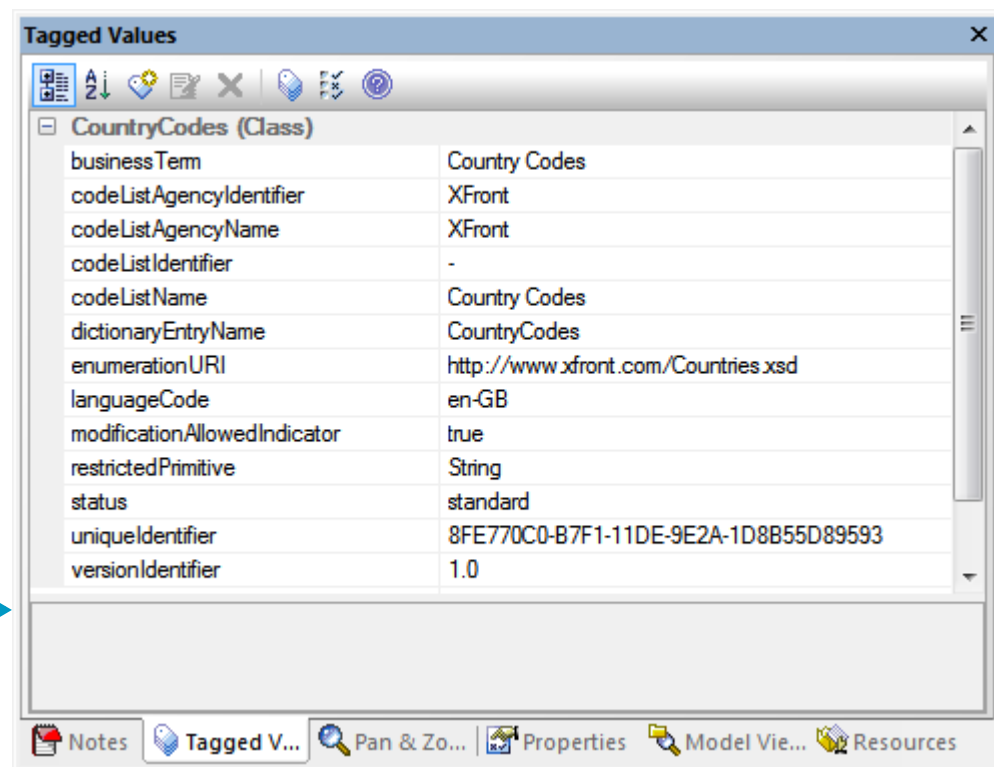 Tagged Values
CountryCodes (Class)
businessTerm Country Codes
codeListAgencyIdentifier XFront
codeListAgencyName XFront
codeListIdentifier -
codeListName Country Codes
dictionaryEntryName CountryCodes
enumerationURI http://www.xfront.com/Countries.xsd
languageCode en-GB
modificationAllowedIndicator true
restrictedPrimitive String
status standard
uniqueIdentifier 8FE770C0-B7F1-11DE-9E2A-1D8B55D89593
versionIdentifier 1.0
Notes Tagged V... Pan & Zo... Properties Model Vie... Resources